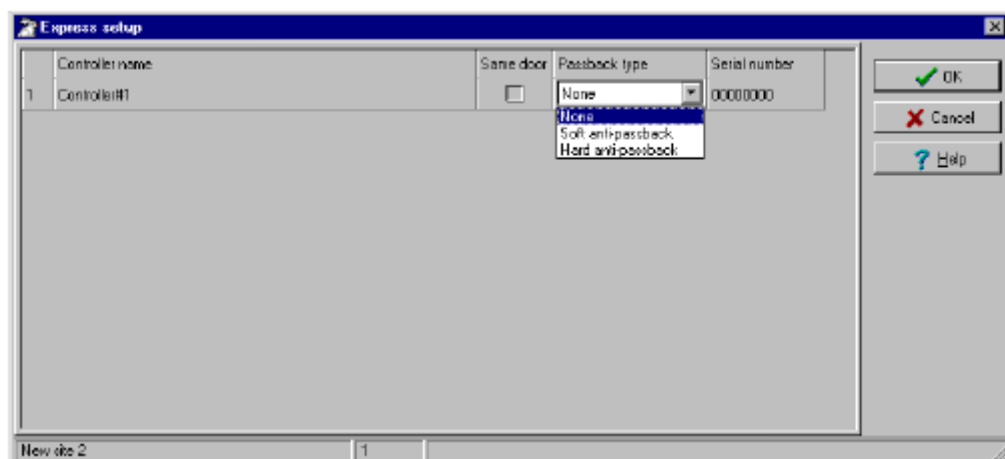 Express setup
Controller name Same door Passback type Serial number
1 Controller#1 None 00000000
None
Soft anti-passback
Hard anti-passback
OK
Cancel
Help
New site 2 1